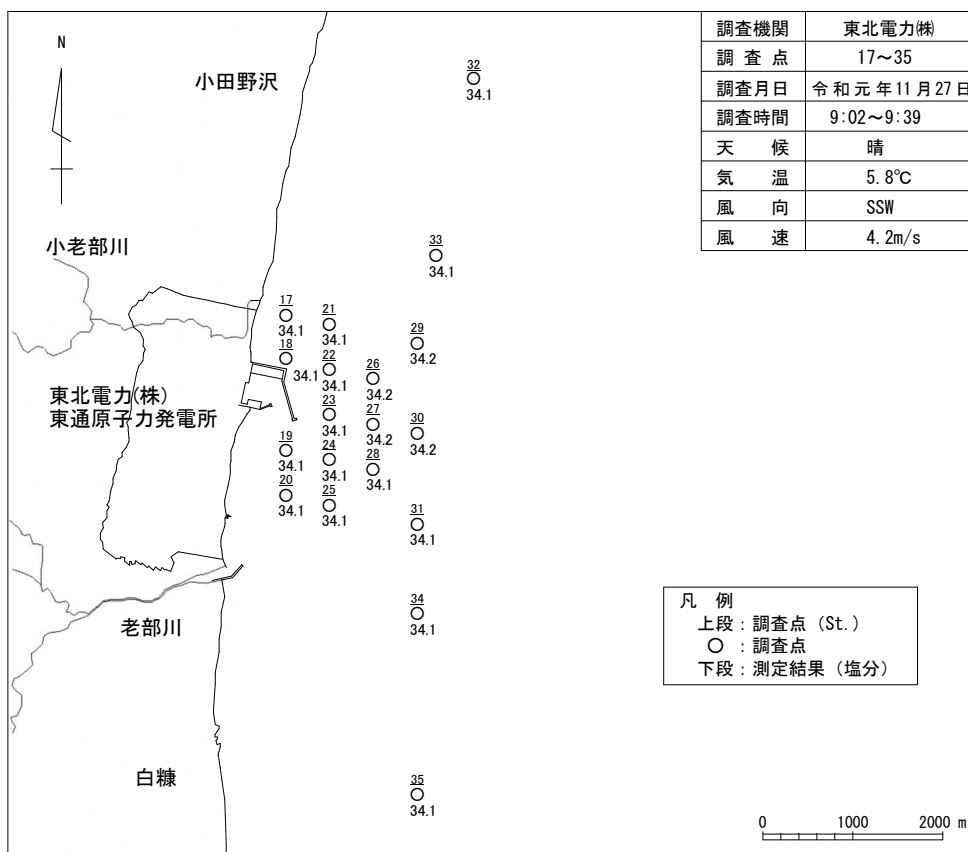 調査機関 東北電力㈱
調査点 17～35
調査月日 令和元年11月27日
調査時間 9:02～9:39
天候 晴
気温 5.8℃
風向 SSW
風速 4.2m/s
N
小田野沢
32
34.1
小老部川
33
34.1
17
34.1
21
34.1
18
34.1
22
34.1
29
34.2
26
34.2
東北電力(株)
東通原子力発電所
23
34.1
27
34.2
30
34.2
19
34.1
24
34.1
28
34.1
20
34.1
25
34.1
31
34.1
34
34.1
老部川
凡 例
上段：調査点（St.）
○ ：調査点
下段：測定結果（塩分）
白糠
35
34.1
0 1000 2000 m